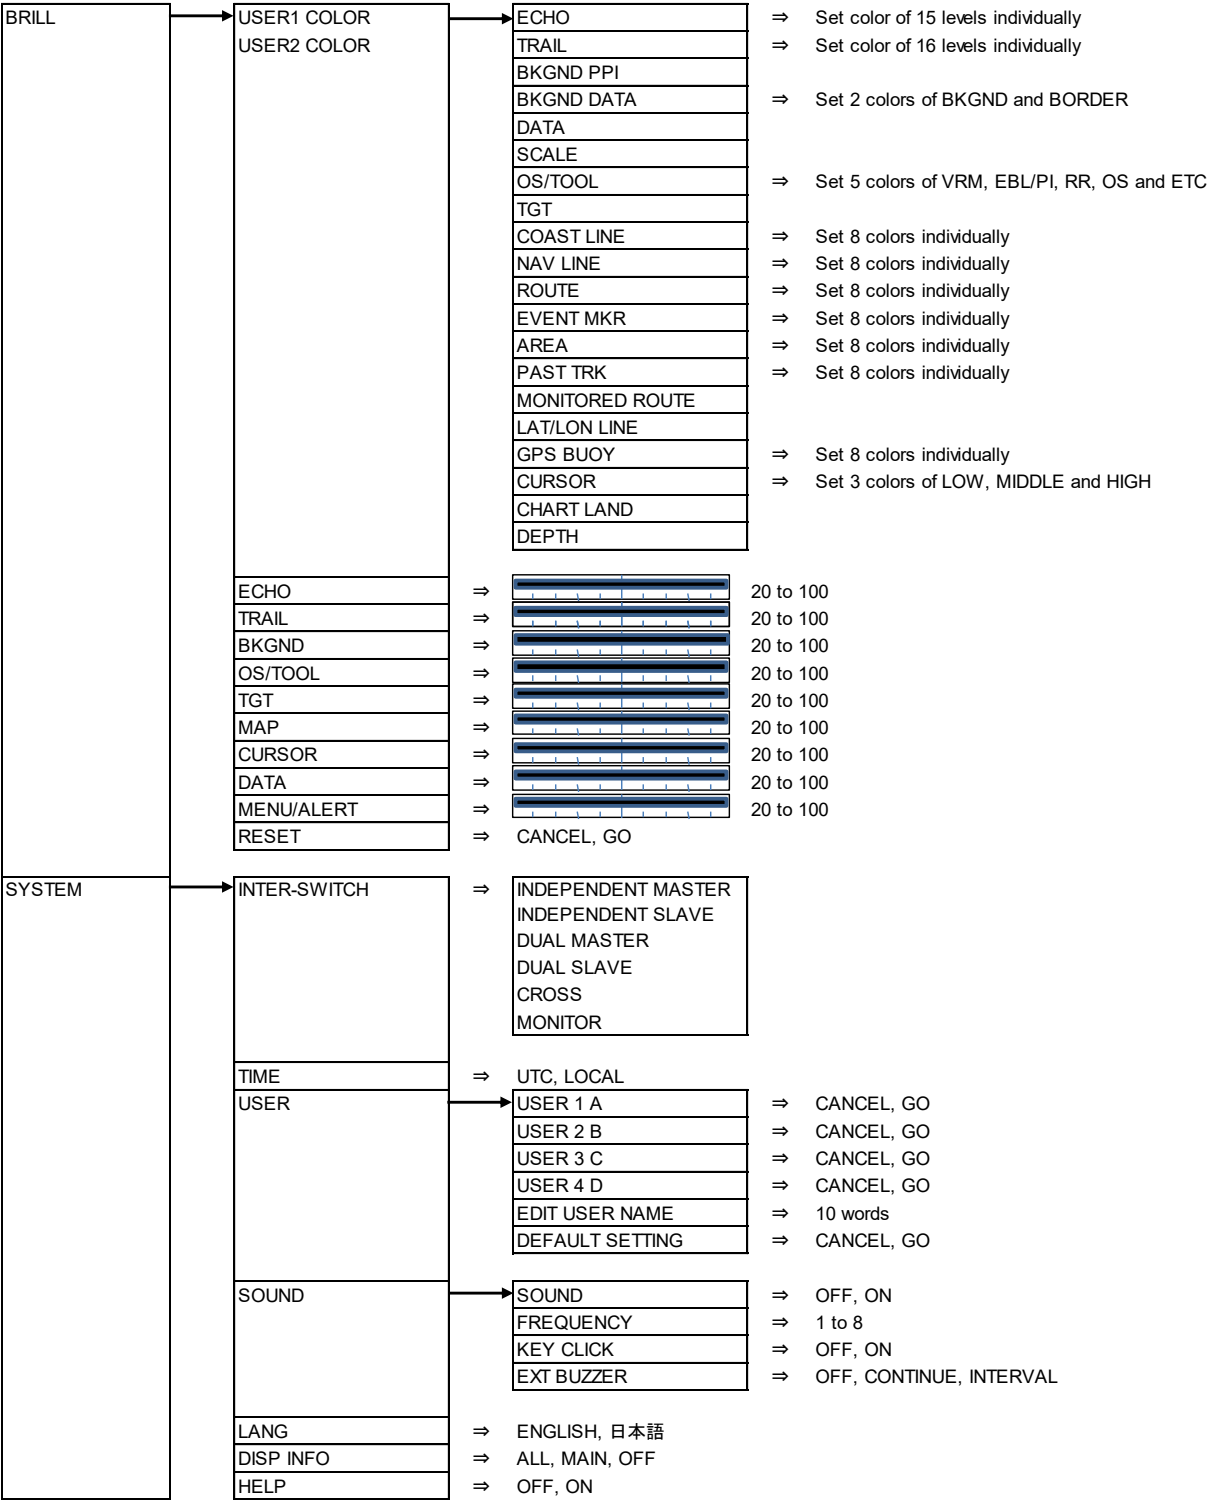 BRILL USER1 COLOR ECHO ⇒ Set color of 15 levels individually
USER2 COLOR TRAIL ⇒ Set color of 16 levels individually
BKGND PPI
BKGND DATA ⇒ Set 2 colors of BKGND and BORDER
DATA
SCALE
OS/TOOL ⇒ Set 5 colors of VRM, EBL/PI, RR, OS and ETC
TGT
COAST LINE ⇒ Set 8 colors individually
NAV LINE ⇒ Set 8 colors individually
ROUTE ⇒ Set 8 colors individually
EVENT MKR ⇒ Set 8 colors individually
AREA ⇒ Set 8 colors individually
PAST TRK ⇒ Set 8 colors individually
MONITORED ROUTE
LAT/LON LINE
GPS BUOY ⇒ Set 8 colors individually
CURSOR ⇒ Set 3 colors of LOW, MIDDLE and HIGH
CHART LAND
DEPTH
ECHO ⇒ 20 to 100
TRAIL ⇒ 20 to 100
BKGND ⇒ 20 to 100
OS/TOOL ⇒ 20 to 100
TGT ⇒ 20 to 100
MAP ⇒ 20 to 100
CURSOR ⇒ 20 to 100
DATA ⇒ 20 to 100
MENU/ALERT ⇒ 20 to 100
RESET ⇒ CANCEL, GO
SYSTEM INTER-SWITCH ⇒ INDEPENDENT MASTER
INDEPENDENT SLAVE
DUAL MASTER
DUAL SLAVE
CROSS
MONITOR
TIME ⇒ UTC, LOCAL
USER USER 1 A ⇒ CANCEL, GO
USER 2 B ⇒ CANCEL, GO
USER 3 C ⇒ CANCEL, GO
USER 4 D ⇒ CANCEL, GO
EDIT USER NAME ⇒ 10 words
DEFAULT SETTING ⇒ CANCEL, GO
SOUND SOUND ⇒ OFF, ON
FREQUENCY ⇒ 1 to 8
KEY CLICK ⇒ OFF, ON
EXT BUZZER ⇒ OFF, CONTINUE, INTERVAL
LANG ⇒ ENGLISH, 日本語
DISP INFO ⇒ ALL, MAIN, OFF
HELP ⇒ OFF, ON